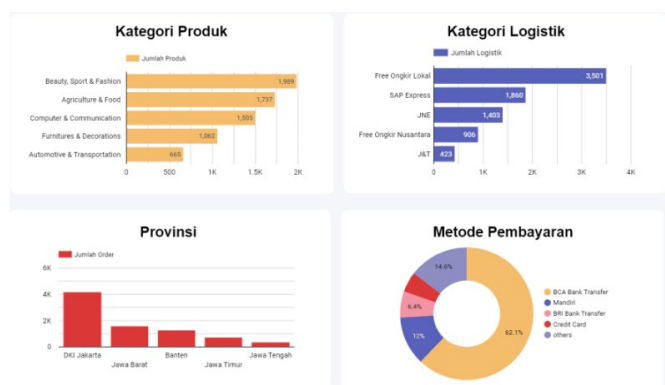 Kategori Produk
Jumlah Produk
Beauty, Sport & Fashion
1,989
Agriculture & Food
1,737
Computer & Communication
1,505
Furnitures & Decorations
1,062
Automotive & Transportation
665
0 500 1K 1.5K 2K
Kategori Logistik
Jumlah Logistik
Free Ongkir Lokal
3,501
SAP Express
1,860
JNE
1,403
Free Ongkir Nusantara
906
J&T
423
0 1K 2K 3K 4K
Provinsi
Jumlah Order
6K
4K
2K
0
DKI Jakarta
Jawa Barat
Banten
Jawa Timur
Jawa Tengah
Metode Pembayaran
14.6%
6.4%
12%
62.1%
BCA Bank Transfer
Mandiri
BRI Bank Transfer
Credit Card
others